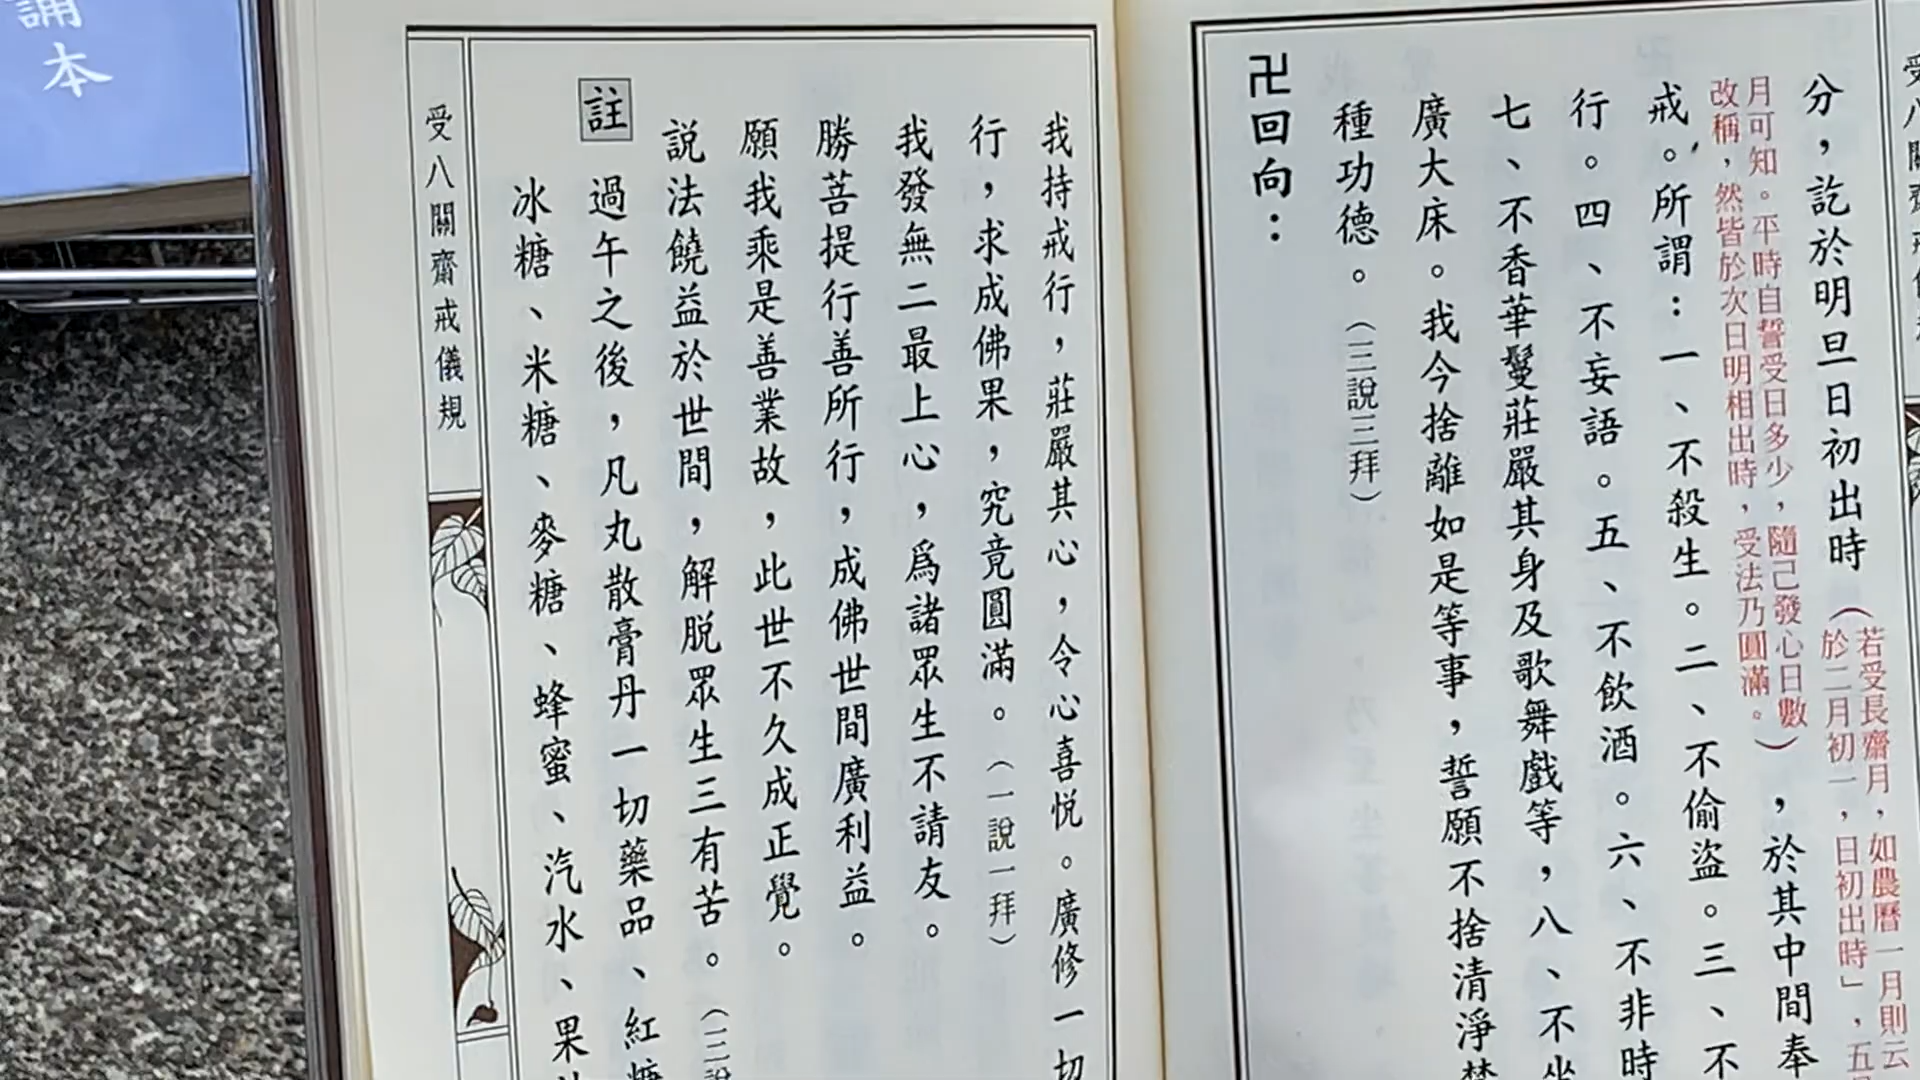 分，訖於明旦日初出時
（若受長齋月，如農曆一月則云
於二月初一，日初出時」，五
月可知。平時自誓受日多少，隨己發心日數
改稱，然皆於次日明相出時，受法乃圓滿。）
，於其中間奉
戒。所謂：一、不殺生。二、不偷盜。三、不
行。四、不妄語。五、不飲酒。六、不非時
七、不香華鬘莊嚴其身及歌舞戲等，八、不坐
廣大床。我今捨離如是等事，誓願不捨清淨
種功德。（三說三拜）
卍回向：
我持戒行，莊嚴其心，令心喜悅。廣修一切
行，求成佛果，究竟圓滿。（一說一拜）
我發無二最上心，為諸眾生不請友。
勝菩提行善所行，成佛世間廣利益。
願我乘是善業故，此世不久成正覺。
說法饒益於世間，解脱眾生三有苦。
註 過午之後，凡丸散膏丹一切藥品、紅糖
冰糖、米糖、麥糖、蜂蜜、汽水、果
受八關齋戒儀規
誦本